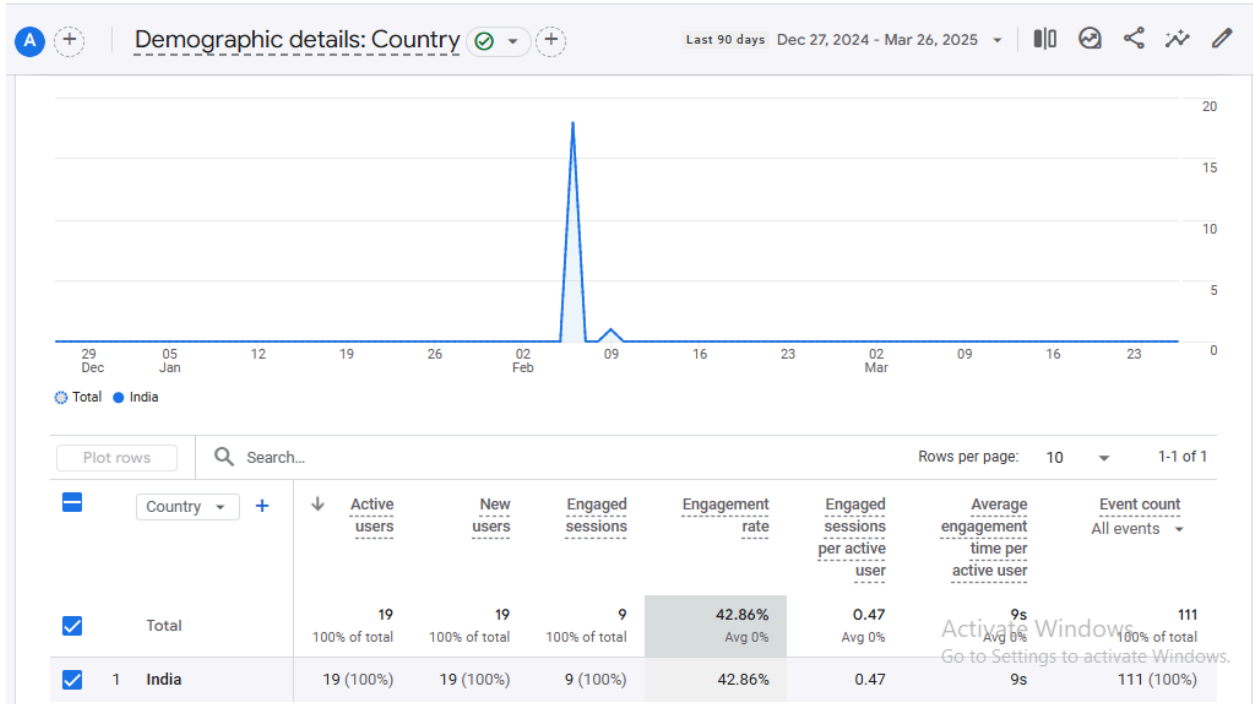 A
Demographic details: Country
Last 90 days Dec 27, 2024 - Mar 26, 2025
20
15
10
5
0
29 05 12 19 26 02 09 16 23 02 09 16 23
Dec Jan Feb Mar
Total India
Plot rows Search... Rows per page: 10 1-1 of 1
Country
Active users
New users
Engaged sessions
Engagement rate
Engaged sessions per active user
Average engagement time per active user
Event count
All events
Total 19 19 9 42.86% 0.47 9s 111
100% of total 100% of total 100% of total Avg 0% Avg 0% Avg 0% 100% of total
1 India 19 (100%) 19 (100%) 9 (100%) 42.86% 0.47 9s 111 (100%)
Activate Windows
Go to Settings to activate Windows.